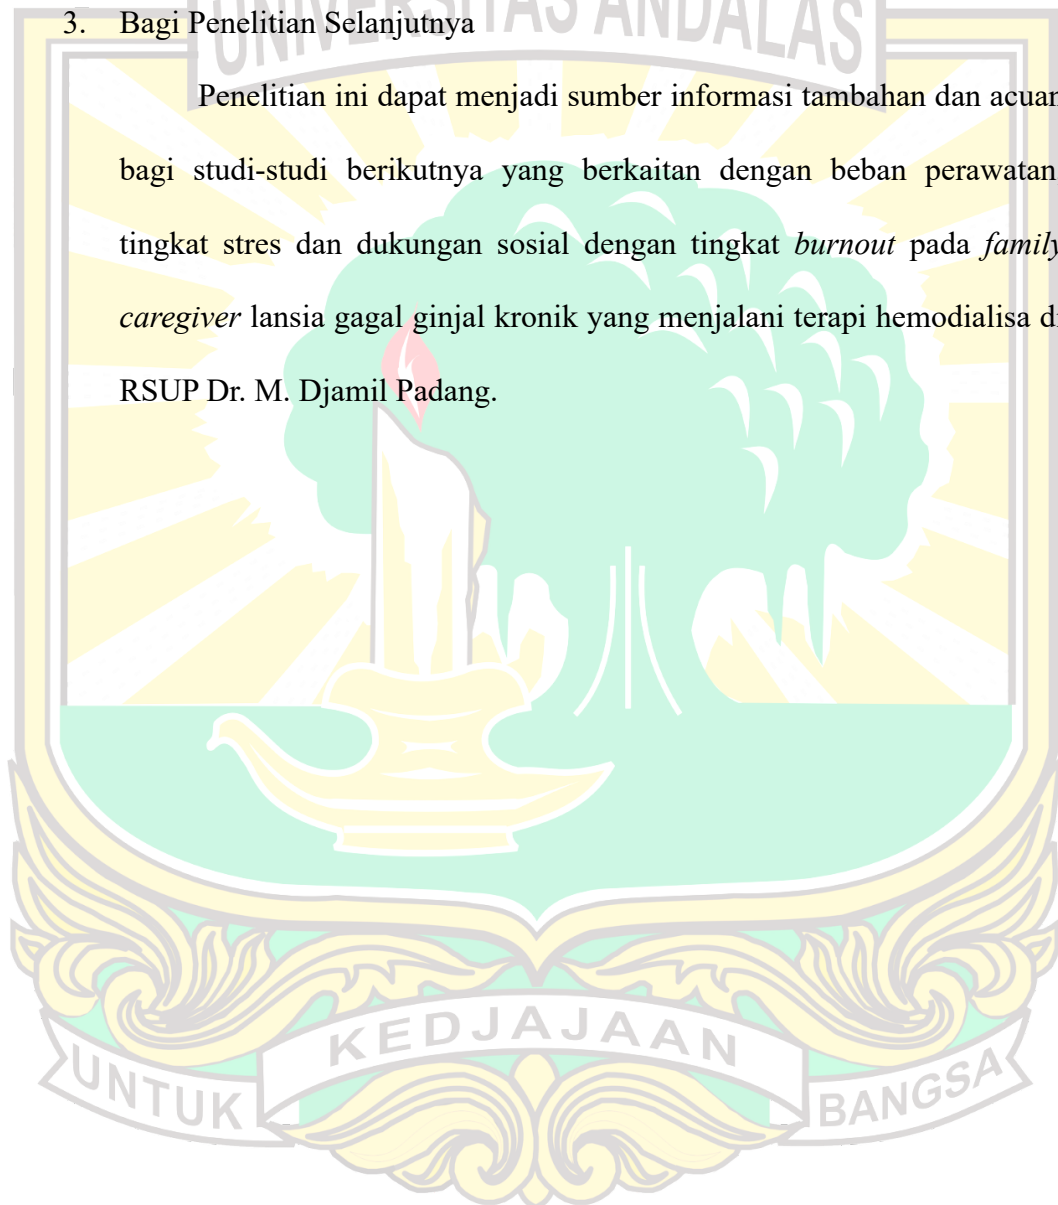 UNIVERSITAS ANDALAS
3. Bagi Penelitian Selanjutnya
Penelitian ini dapat menjadi sumber informasi tambahan dan acuan
bagi studi-studi berikutnya yang berkaitan dengan beban perawatan
tingkat stres dan dukungan sosial dengan tingkat burnout pada family
caregiver lansia gagal ginjal kronik yang menjalani terapi hemodialisa di
RSUP Dr. M. Djamil Padang.
UNTUK KEDJAJAAN BANGSA